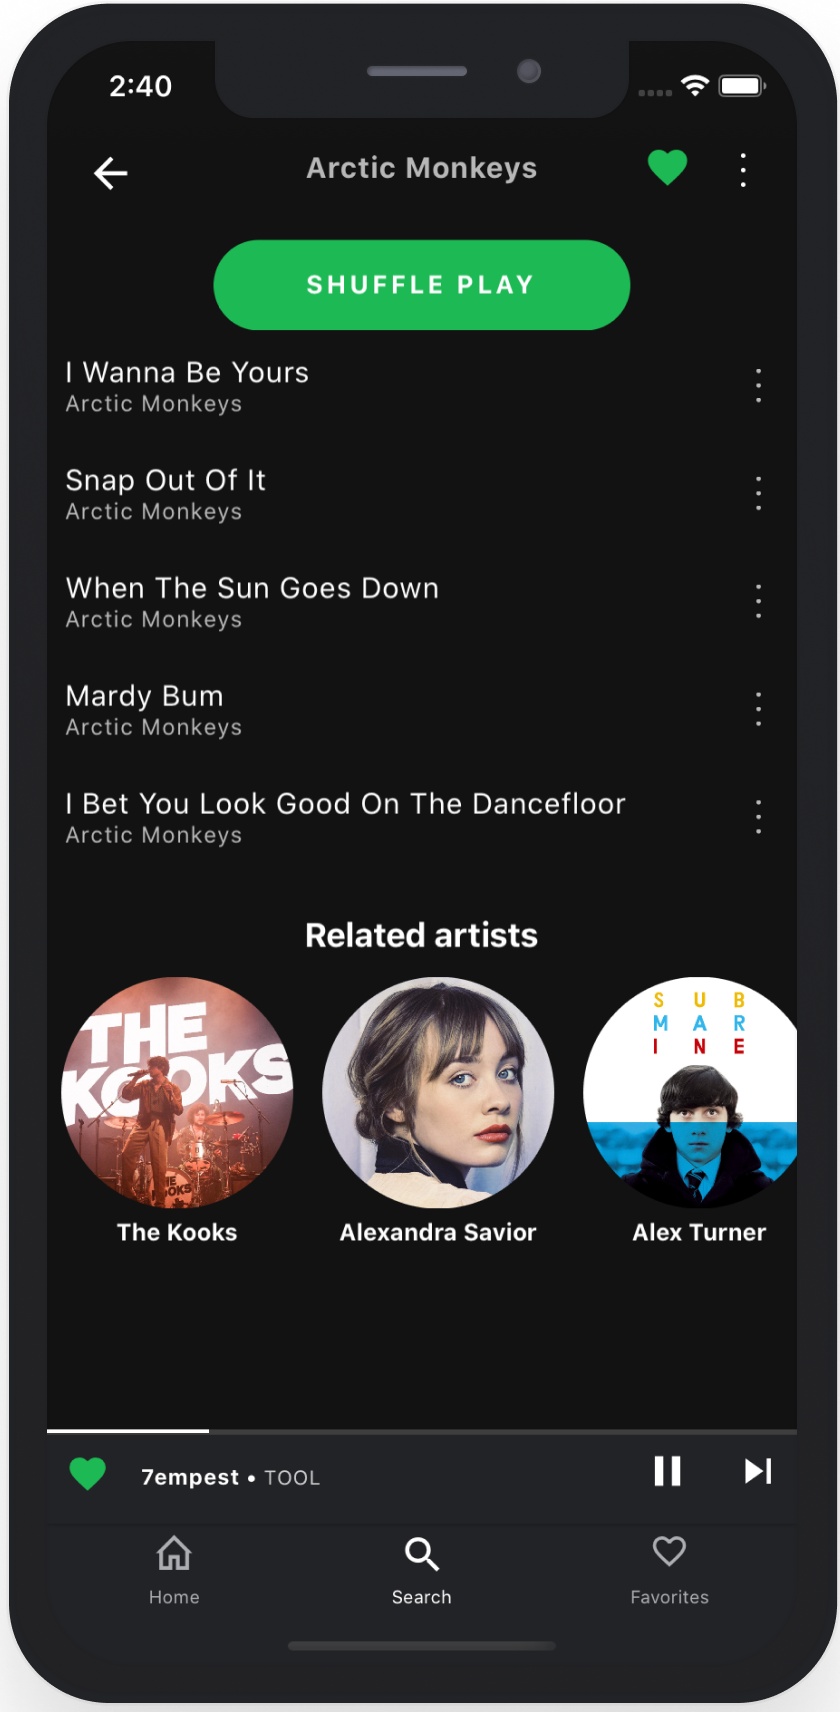 2:40
Arctic Monkeys
SHUFFLE PLAY
I Wanna Be Yours
Arctic Monkeys
Snap Out Of It
Arctic Monkeys
When The Sun Goes Down
Arctic Monkeys
Mardy Bum
Arctic Monkeys
I Bet You Look Good On The Dancefloor
Arctic Monkeys
Related artists
THE
KOOKS
THE
KOOKS
S U B
M A R
I N E
The Kooks
Alexandra Savior
Alex Turner
7empest • TOOL
Home
Search
Favorites